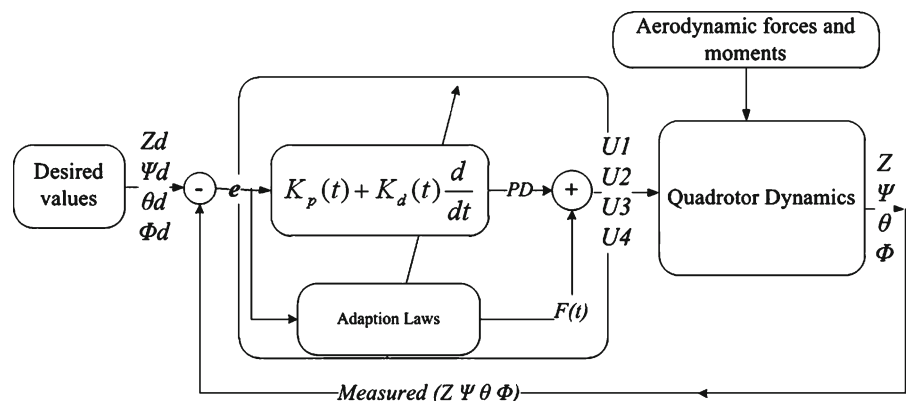 Aerodynamic forces and
moments
Desired
values
Zd
Ψd
θd
Φd
-
e
K_p(t) + K_d(t) d/dt
PD
+
U1
U2
U3
U4
Quadrotor Dynamics
Z
Ψ
θ
Φ
Adaption Laws
F(t)
Measured (Z Ψ θ Φ)